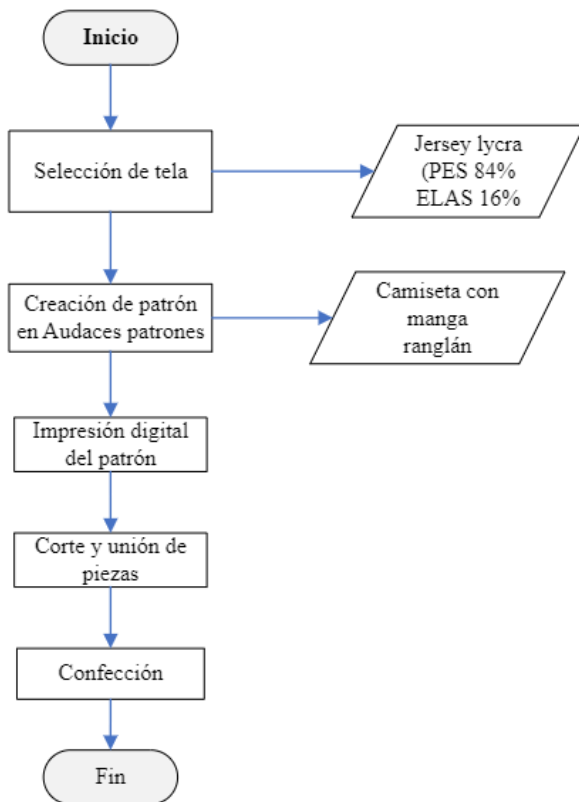 Inicio
Selección de tela
Jersey lycra
(PES 84%
ELAS 16%
Creación de patrón
en Audaces patrones
Camiseta con
manga
ranglán
Impresión digital
del patrón
Corte y unión de
piezas
Confección
Fin